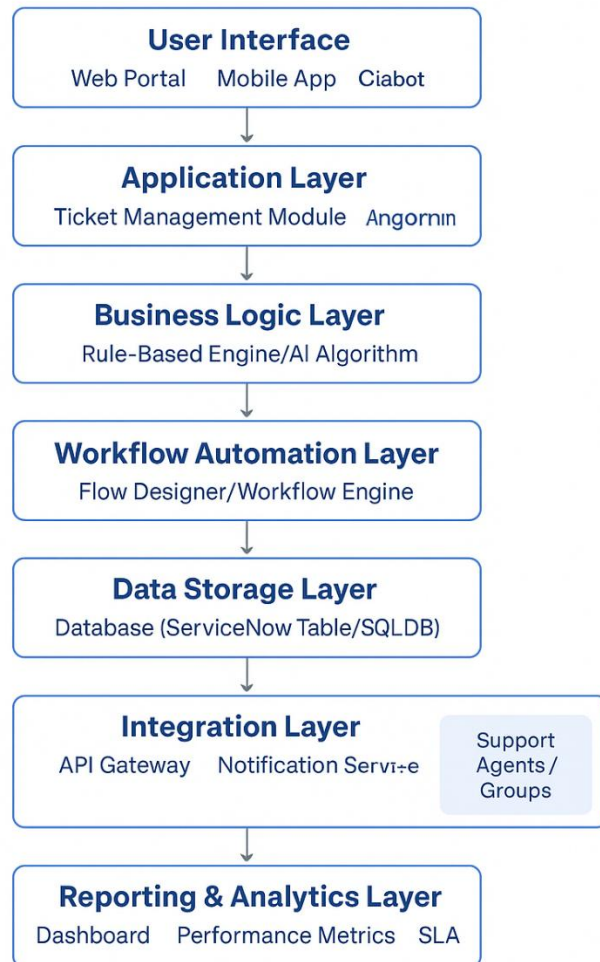 User Interface
Web Portal Mobile App Ciabot
Application Layer
Ticket Management Module
Business Logic Layer
Rule-Based Engine/AI Algorithm
Workflow Automation Layer
Flow Designer/Workflow Engine
Data Storage Layer
Database (ServiceNow Table/SQLDB)
Integration Layer
API Gateway Notification
Support
Agents /
Groups
Reporting & Analytics Layer
Dashboard Performance Metrics SLA